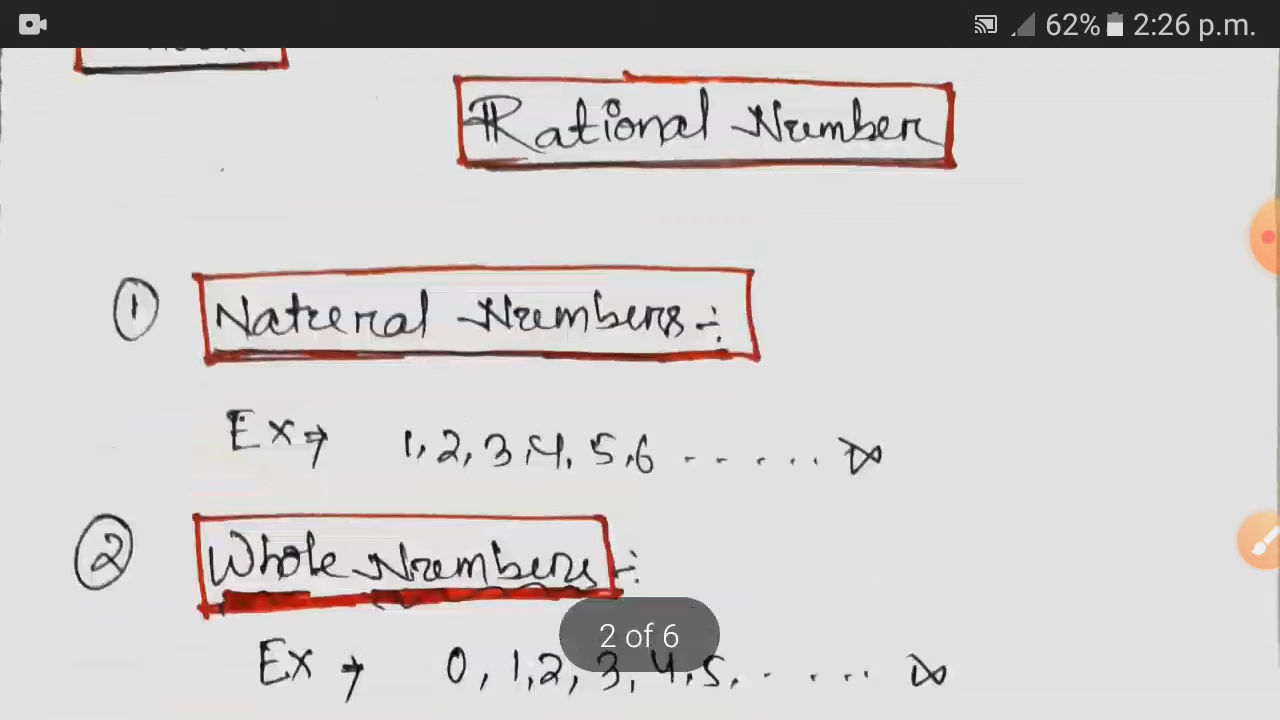 62% 2:26 p.m.
Rational Number
① Natural Numbers :-
Ex → 1, 2, 3, 4, 5, 6 ...... ∞
② Whole Numbers :-
2 of 6
Ex → 0, 1, 2, 3, 4, 5, ..... ∞